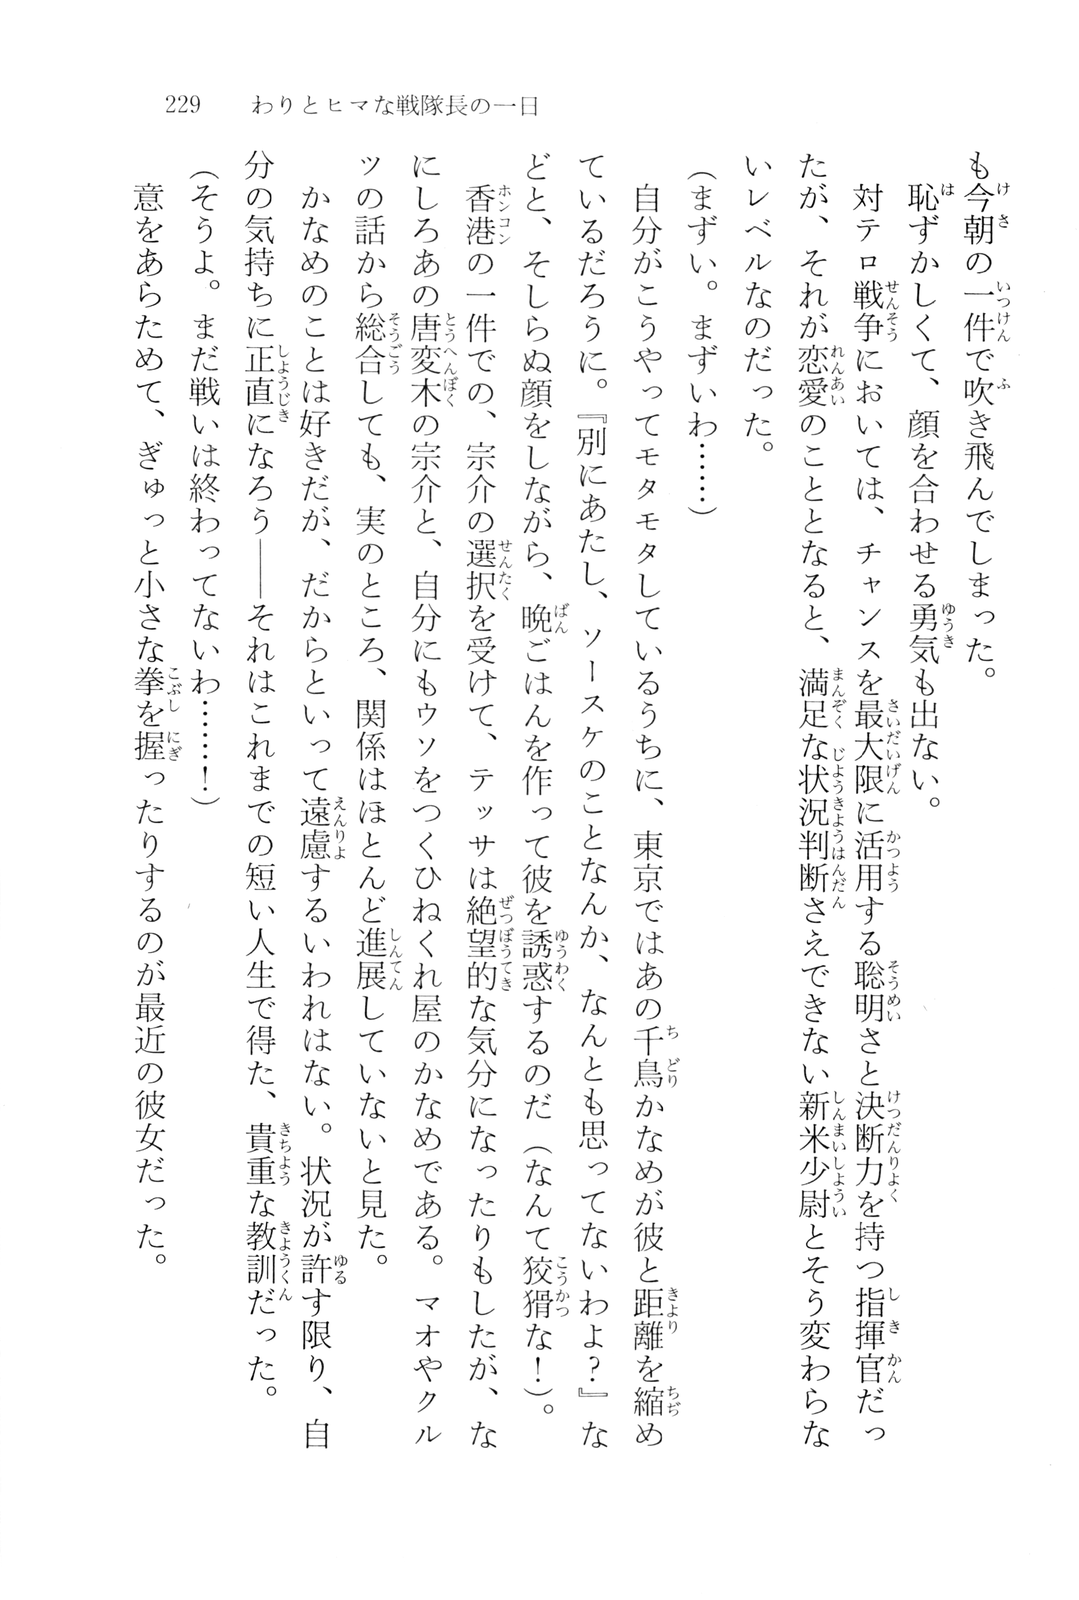 229　わりとヒマな戦隊長の一日
も今朝の一件で吹き飛んでしまった。
恥ずかしくて、顔を合わせる勇気も出ない。
対テロ戦争においては、チャンスを最大限に活用する聡明さと決断力を持つ指揮官だっ
たが、それが恋愛のこととなると、満足な状況判断さえできない新米少尉とそう変わらな
いレベルなのだった。
（まずい。まずいわ……）
自分がこうやってモタモタしているうちに、東京ではあの千鳥かなめが彼と距離を縮め
ているだろうに。『別にあたし、ソースケのことなんか、なんとも思ってないわよ？』な
どと、そしらぬ顔をしながら、晩ごはんを作って彼を誘惑するのだ（なんて狡猾な！）。
香港の一件での、宗介の選択を受けて、テッサは絶望的な気分になったりもしたが、な
にしろあの唐変木の宗介と、自分にもウソをつくひねくれ屋のかなめである。マオやクル
ツの話から総合しても、実のところ、関係はほとんど進展していないと見た。
かなめのことは好きだが、だからといって遠慮するいわれはない。状況が許す限り、自
分の気持ちに正直になろう――それはこれまでの短い人生で得た、貴重な教訓だった。
（そうよ。まだ戦いは終わってないわ……！）
意をあらためて、ぎゅっと小さな拳を握ったりするのが最近の彼女だった。